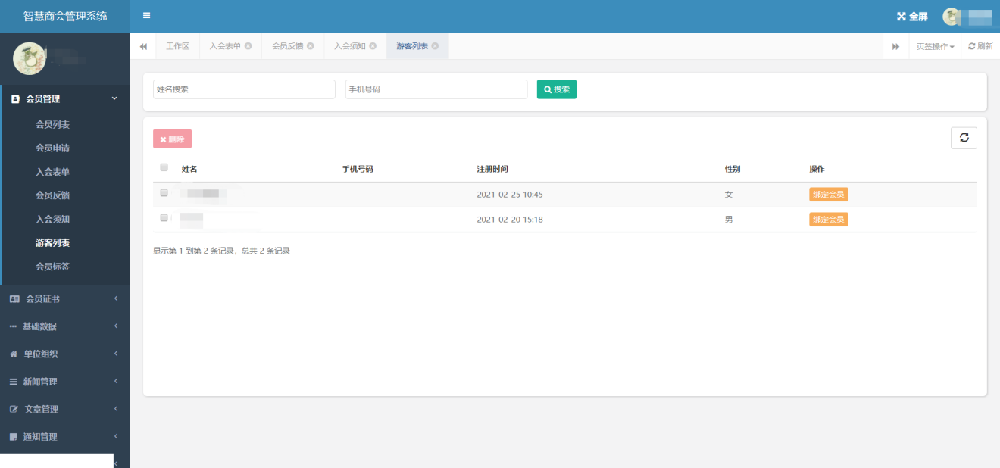 智慧商会管理系统
全屏
工作区 入会表单 会员反馈 入会须知 游客列表 页签操作 刷新
会员管理
会员列表
会员申请
入会表单
会员反馈
入会须知
游客列表
会员标签
会员证书
基础数据
单位组织
新闻管理
文章管理
通知管理
姓名搜索 手机号码 搜索
删除
姓名 手机号码 注册时间 性别 操作
- 2021-02-25 10:45 女 绑定会员
- 2021-02-20 15:18 男 绑定会员
显示第 1 到第 2 条记录，总共 2 条记录